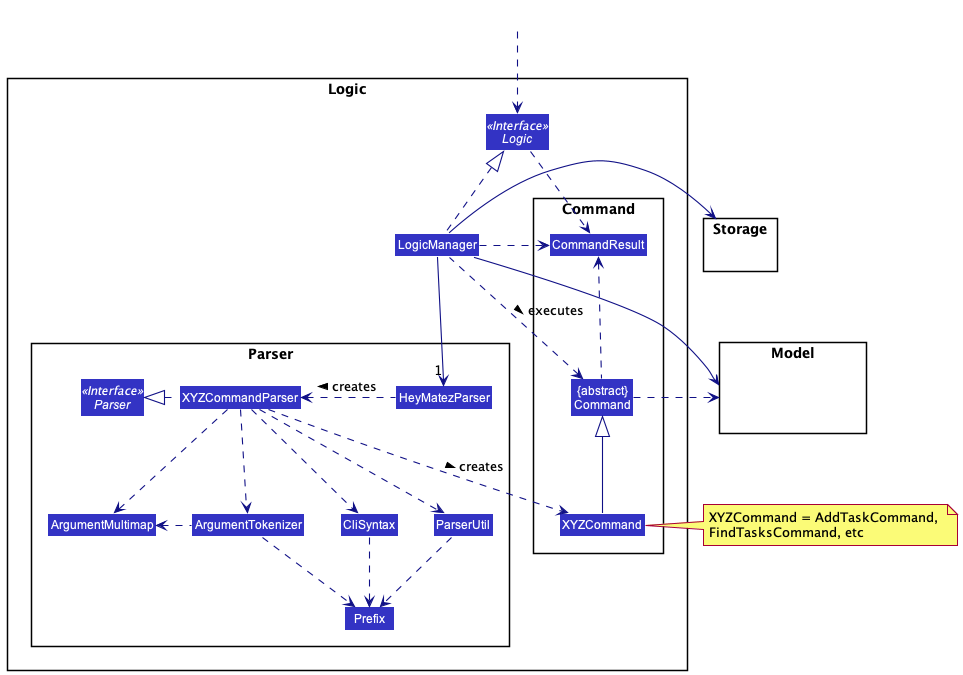 Logic
«Interface»
Logic
Command
Storage
LogicManager
CommandResult
executes
Parser
Model
1
«Interface»
Parser
XYZCommandParser
creates
HeyMatezParser
{abstract}
Command
creates
ArgumentMultimap
ArgumentTokenizer
CliSyntax
ParserUtil
XYZCommand
XYZCommand = AddTaskCommand,
FindTasksCommand, etc
Prefix